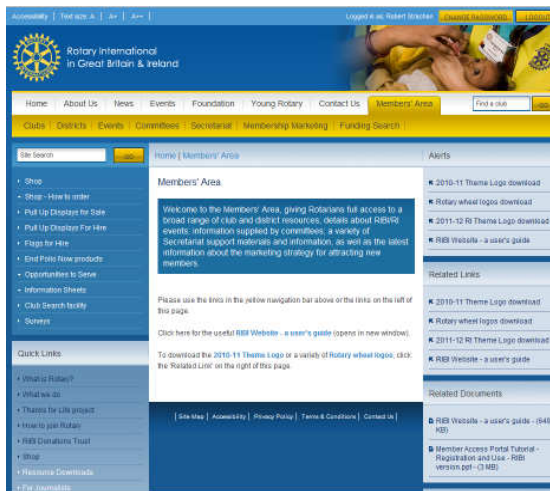 Accessibility | Text size: A | A+ | A++ |
Logged in as, Robert Strachan
CHANGE PASSWORD
LOGOUT
Rotary International
in Great Britain & Ireland
Home
About Us
News
Events
Foundation
Young Rotary
Contact Us
Members' Area
Find a club
GO
Clubs | Districts | Events | Committees | Secretariat | Membership Marketing | Funding Search |
Site Search
GO
Shop
Shop - How to order
Pull Up Displays for Sale
Pull Up Displays For Hire
Flags for Hire
End Polio Now products
Opportunities to Serve
Information Sheets
Club Search facility
Surveys
Quick Links
What is Rotary?
What we do
Thanks for Life project
How to join Rotary
RIBI Donations Trust
Shop
Resource Downloads
For Journalists
Home | Members' Area
Members' Area
Welcome to the Members' Area, giving Rotarians full access to a
broad range of club and district resources, details about RIBI/RI
events; information supplied by committees; a variety of
Secretariat support materials and information, as well as the latest
information about the marketing strategy for attracting new
members.
Please use the links in the yellow navigation bar above or the links on the left of
this page.
Click here for the useful RIBI Website - a user's guide (opens in new window).
To download the 2010-11 Theme Logo or a variety of Rotary wheel logos, click
the 'Related Link' on the right of this page.
| Site Map | Accessibility | Privacy Policy | Terms & Conditions | Contact Us |
Alerts
2010-11 Theme Logo download
Rotary wheel logos download
2011-12 RI Theme Logo download
RIBI Website - a user's guide
Related Links
2010-11 Theme Logo download
Rotary wheel logos download
2011-12 RI Theme Logo download
RIBI Website - a user's guide
Related Documents
RIBI Website - a user's guide - (648
KB)
Member Access Portal Tutorial -
Registration and Use - RIBI
version.ppt - (3 MB)